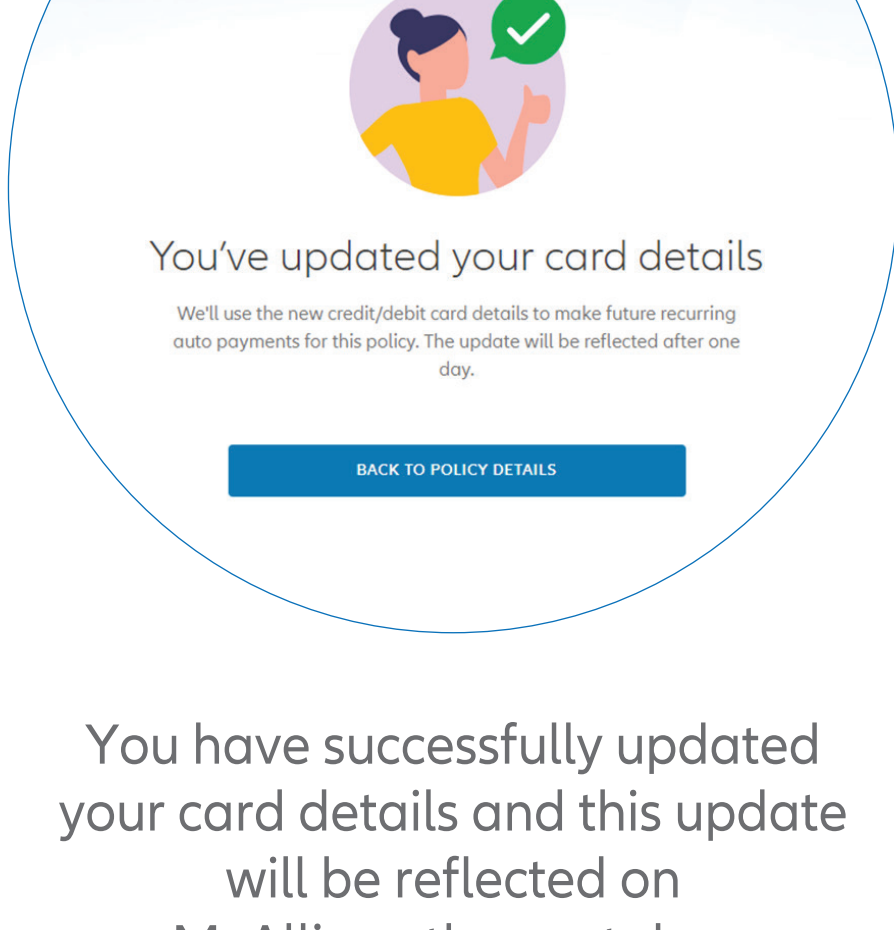 You've updated your card details
We'll use the new credit/debit card details to make future recurring
auto payments for this policy. The update will be reflected after one
day.
BACK TO POLICY DETAILS
You have successfully updated
your card details and this update
will be reflected on